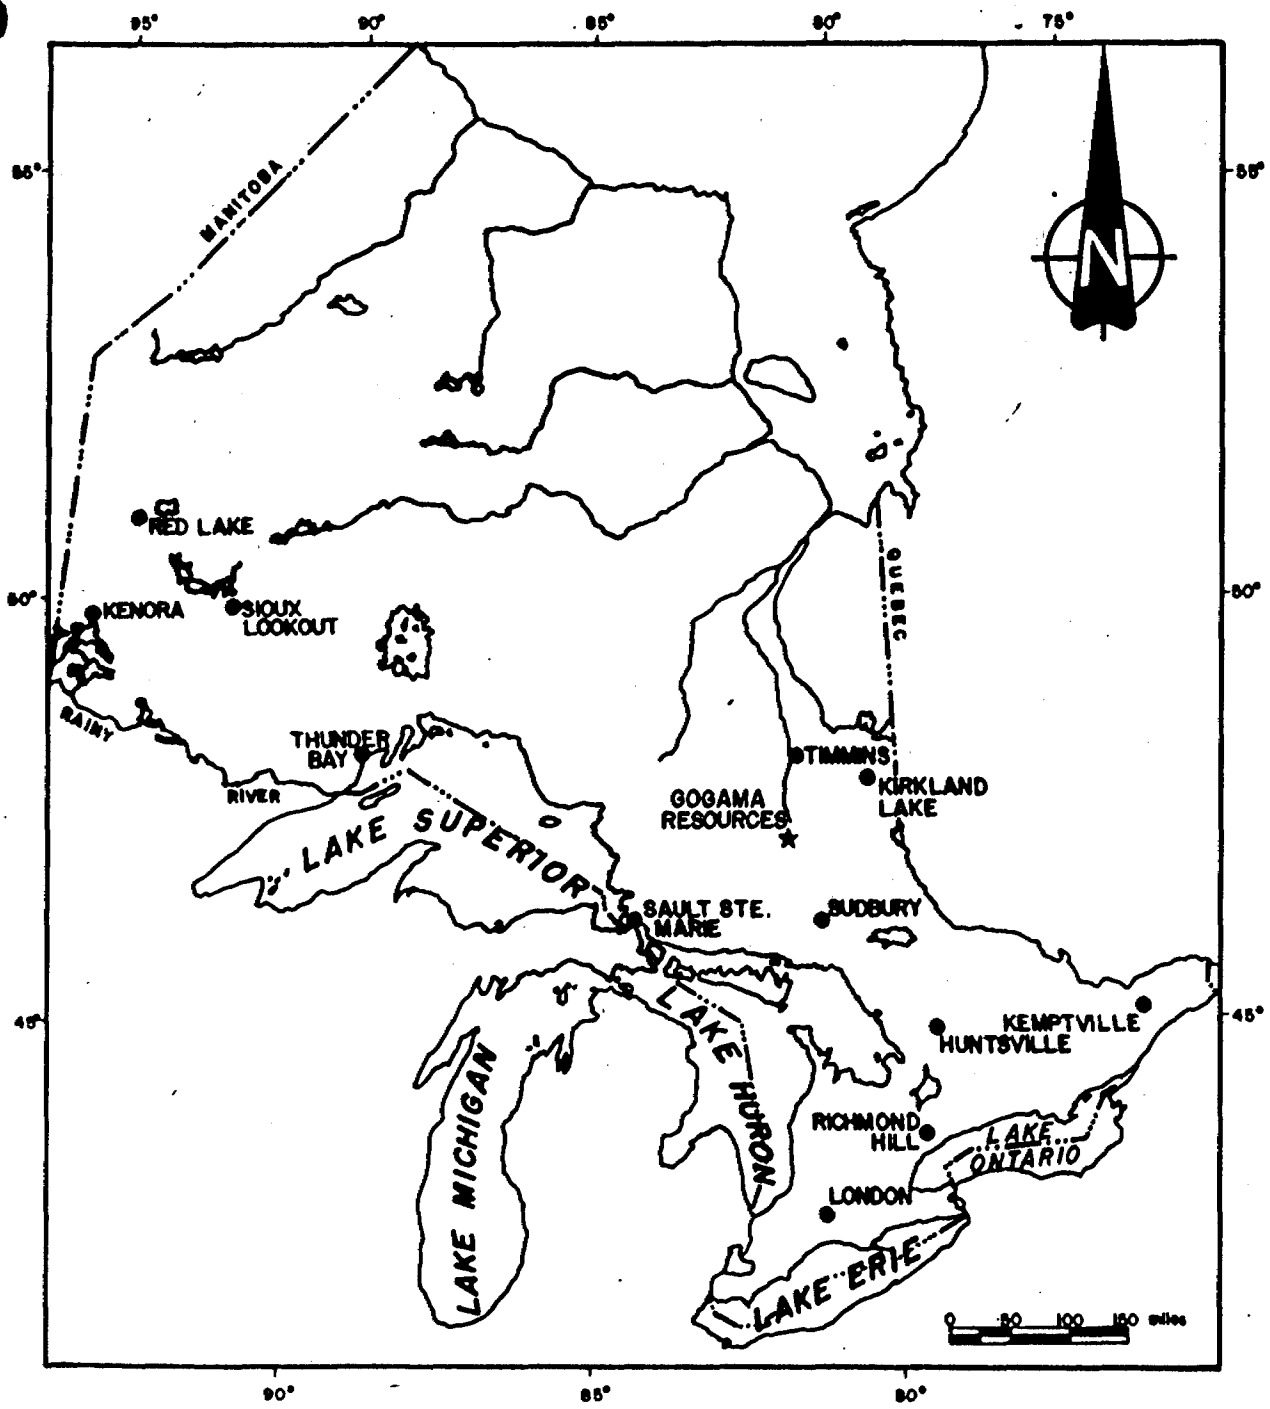 95° 90° 85° 80° 75°
55° 55°
MANITOBA
N
RED LAKE
QUEBEC
50° 50°
KENORA
SIOUX
LOOKOUT
RAINY
THUNDER
BAY
RIVER
TIMMINS
KIRKLAND
LAKE
GOGAMA
RESOURCES
LAKE SUPERIOR
SAULT STE.
MARIE
SUDBURY
45° 45°
KEMPTVILLE
HUNTSVILLE
LAKE HURON
LAKE MICHIGAN
RICHMOND
HILL
LAKE
ONTARIO
LONDON
LAKE ERIE
0 50 100 150 miles
90° 85° 80°